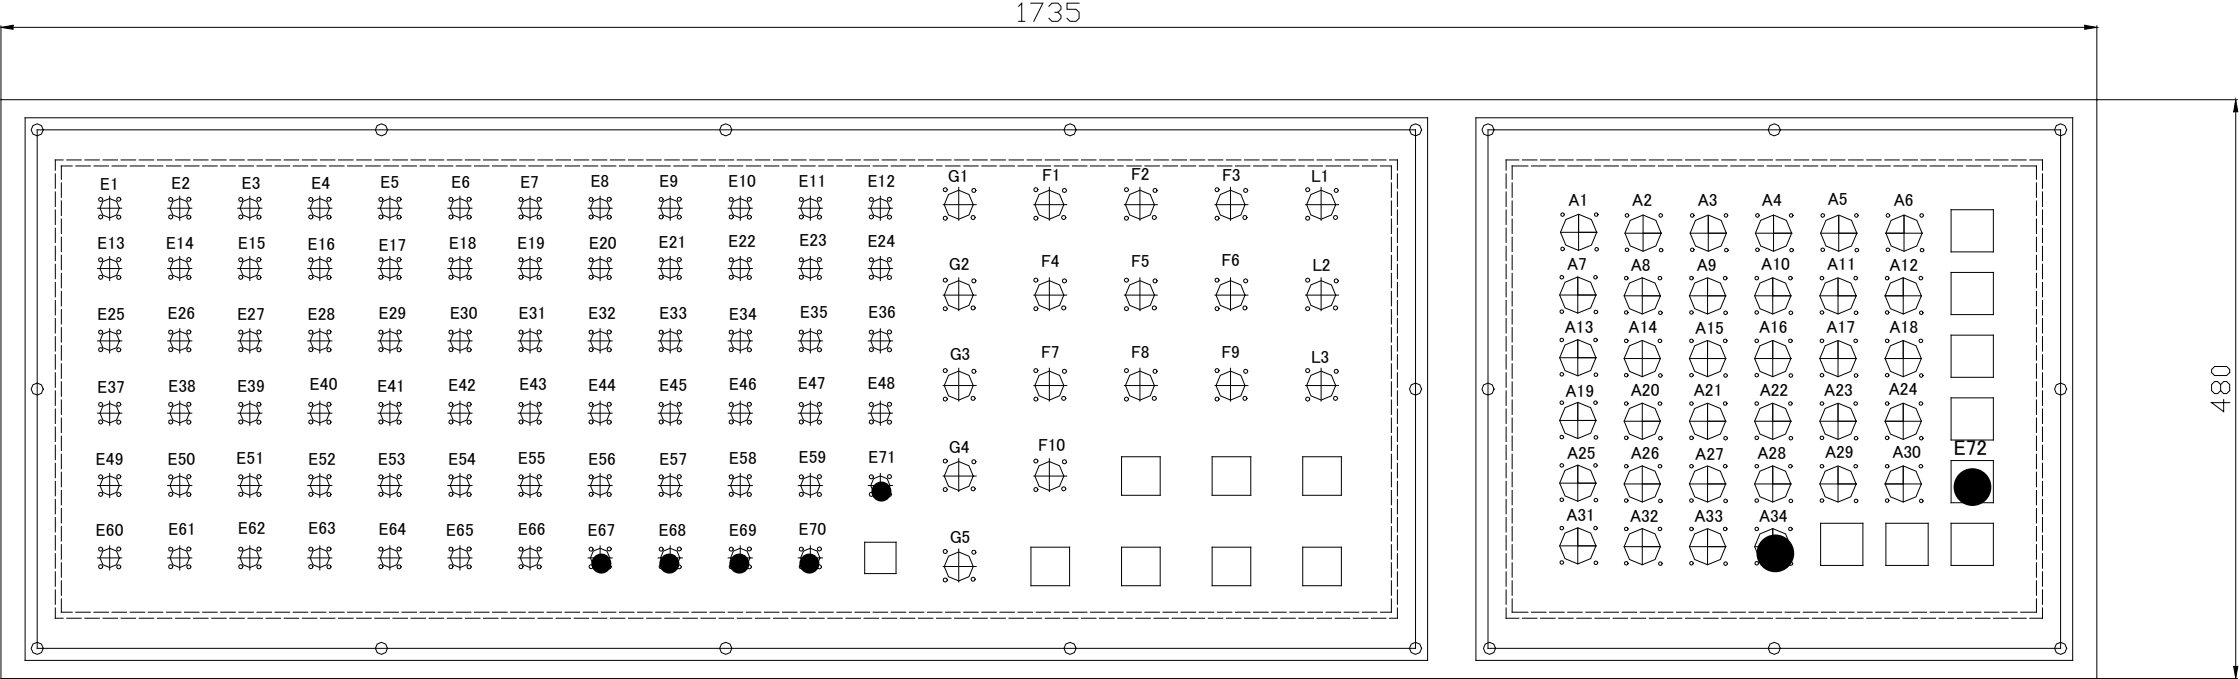 1735
E1 E2 E3 E4 E5 E6 E7 E8 E9 E10 E11 E12 G1 F1 F2 F3 L1
A1 A2 A3 A4 A5 A6
E13 E14 E15 E16 E17 E18 E19 E20 E21 E22 E23 E24
G2 F4 F5 F6 L2
A7 A8 A9 A10 A11 A12
E25 E26 E27 E28 E29 E30 E31 E32 E33 E34 E35 E36
A13 A14 A15 A16 A17 A18
G3 F7 F8 F9 L3
E37 E38 E39 E40 E41 E42 E43 E44 E45 E46 E47 E48
A19 A20 A21 A22 A23 A24
480
G4 F10
E72
E49 E50 E51 E52 E53 E54 E55 E56 E57 E58 E59 E71
A25 A26 A27 A28 A29 A30
A31 A32 A33 A34
E60 E61 E62 E63 E64 E65 E66 E67 E68 E69 E70
G5